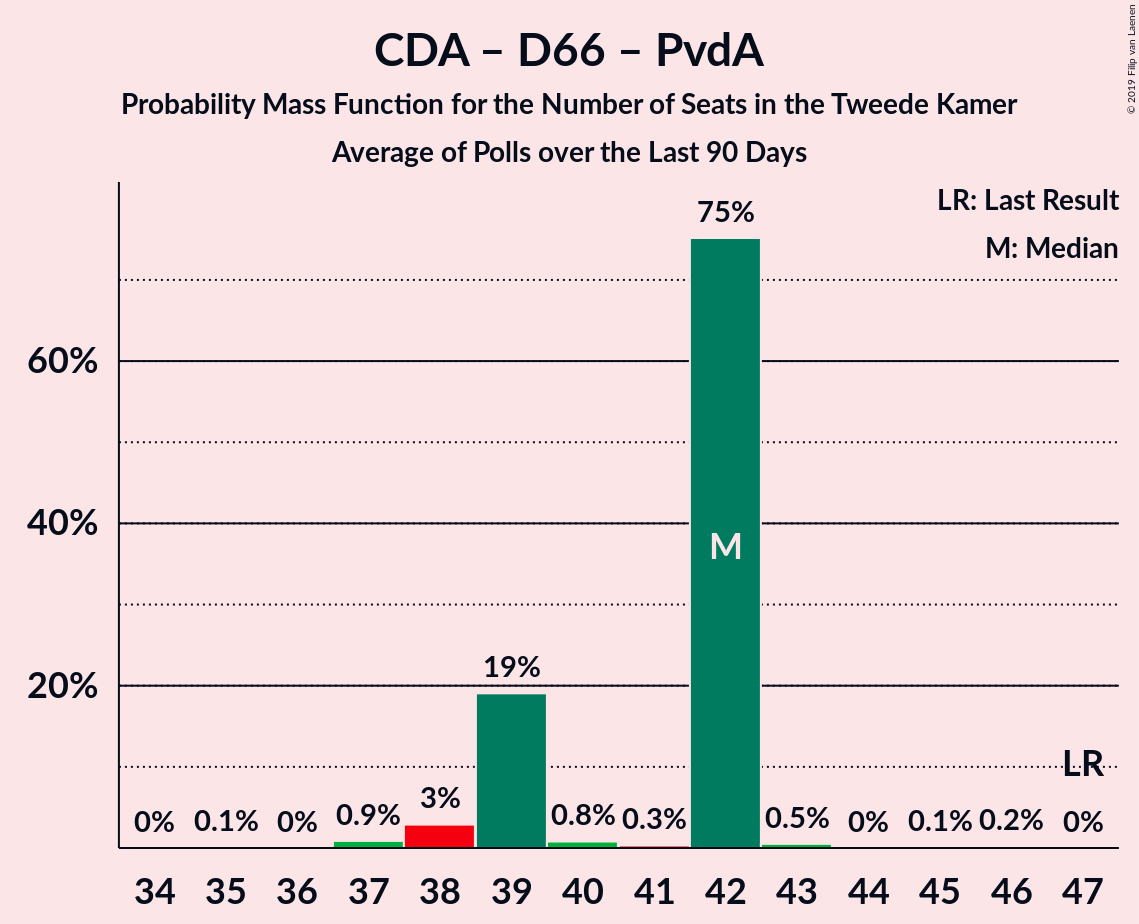 CDA – D66 – PvdA
Probability Mass Function for the Number of Seats in the Tweede Kamer
Average of Polls over the Last 90 Days
© 2019 Filip van Laenen
LR: Last Result
M: Median
60%
40%
20%
0%
0.1%
0%
0.9%
3%
19%
0.8%
0.3%
75%
M
0.5%
0%
0.1%
0.2%
0%
LR
34 35 36 37 38 39 40 41 42 43 44 45 46 47